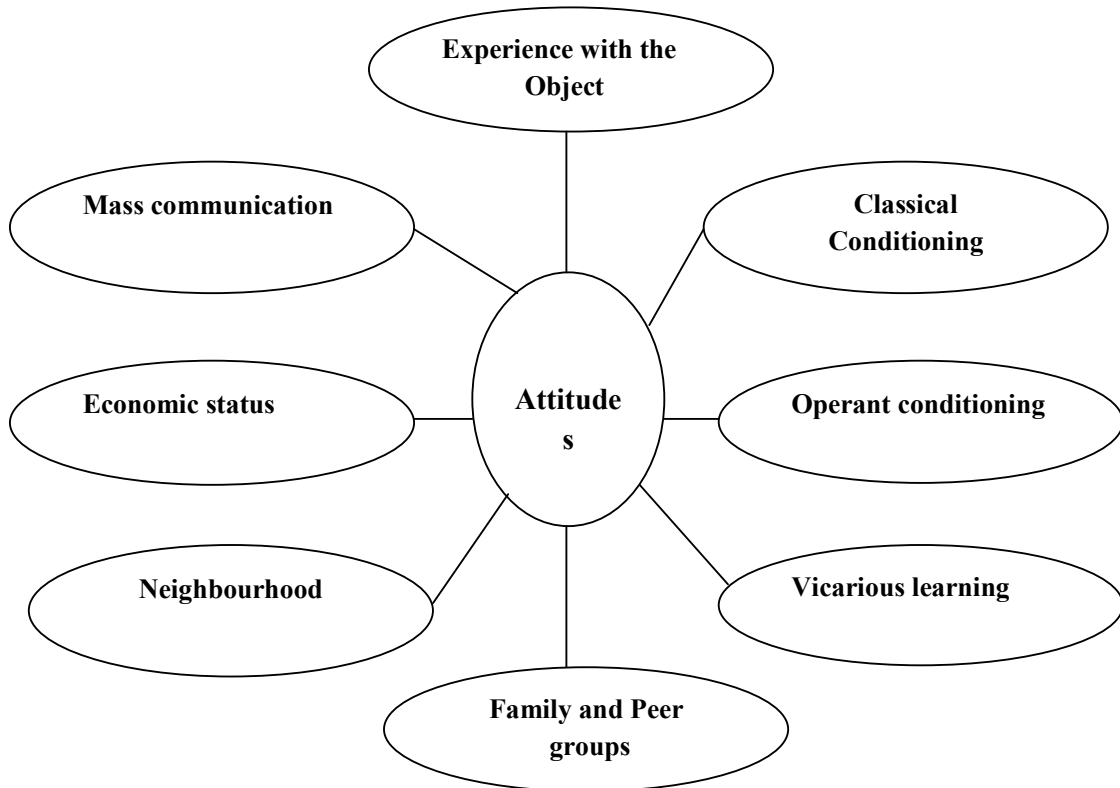 Experience with the
Object
Mass communication
Classical
Conditioning
Economic status
Attitude
s
Operant conditioning
Neighbourhood
Vicarious learning
Family and Peer
groups